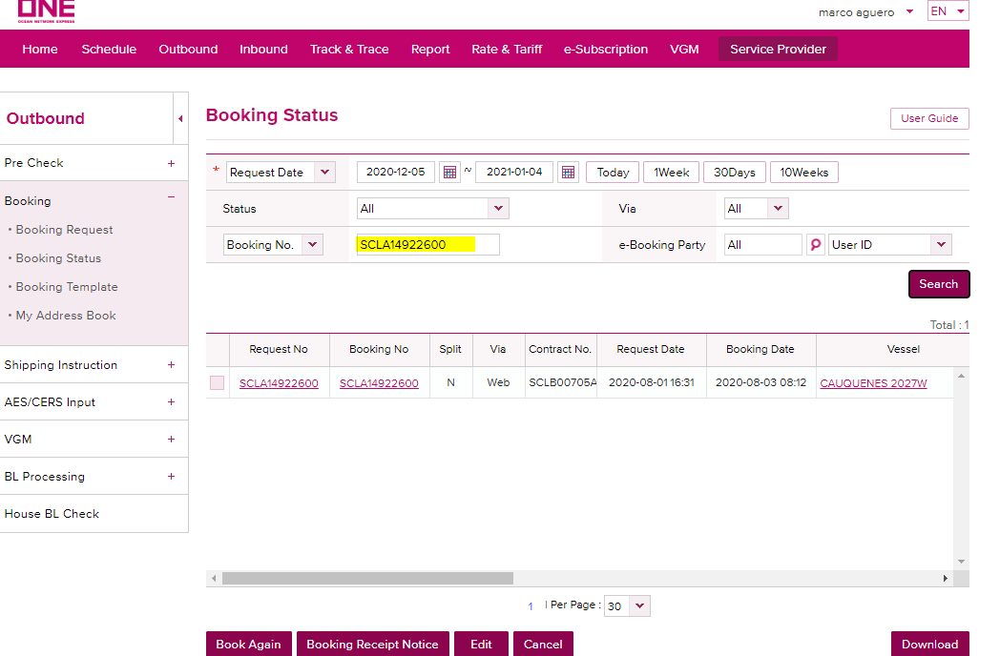 ONE
OCEAN NETWORK EXPRESS
marco aguero
EN
Home Schedule Outbound Inbound Track & Trace Report Rate & Tariff e-Subscription VGM Service Provider
Outbound
Pre Check +
Booking −
• Booking Request
• Booking Status
• Booking Template
• My Address Book
Shipping Instruction +
AES/CERS Input +
VGM +
BL Processing +
House BL Check
Booking Status
User Guide
* Request Date 2020-12-05 ~ 2021-01-04 Today 1Week 30Days 10Weeks
Status All Via All
Booking No. SCLA14922600 e-Booking Party All User ID
Search
Total : 1
Request No Booking No Split Via Contract No. Request Date Booking Date Vessel
SCLA14922600 SCLA14922600 N Web SCLB00705A 2020-08-01 16:31 2020-08-03 08:12 CAUQUENES 2027W
1 | Per Page : 30
Book Again Booking Receipt Notice Edit Cancel Download